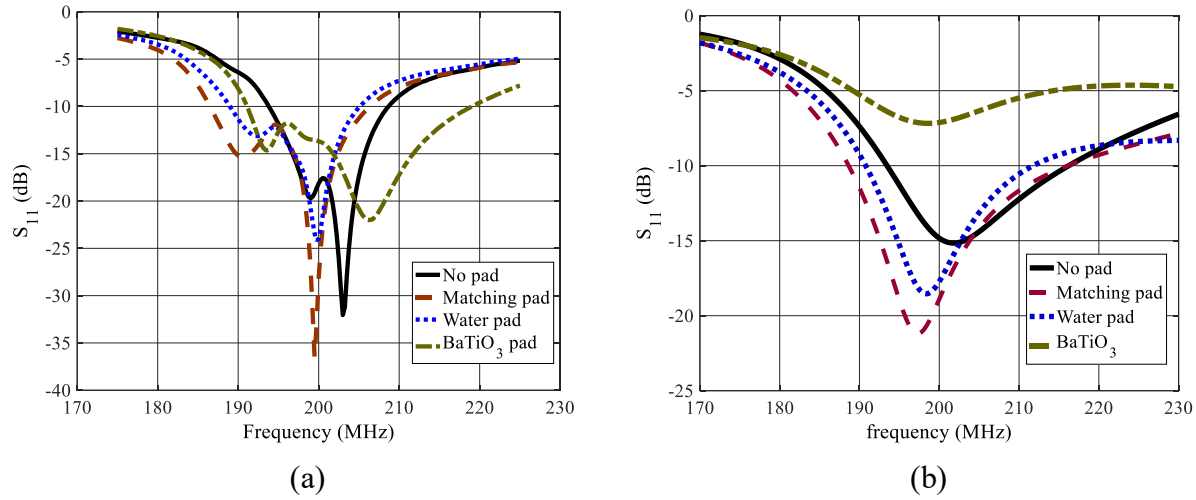 0
-5
-10
-15
-20
-25
-30
-35
-40
S11 (dB)
170 180 190 200 210 220 230
Frequency (MHz)
No pad
Matching pad
Water pad
BaTiO3 pad
(a)
0
-5
-10
-15
-20
-25
S11 (dB)
170 180 190 200 210 220 230
frequency (MHz)
No pad
Matching pad
Water pad
BaTiO3
(b)